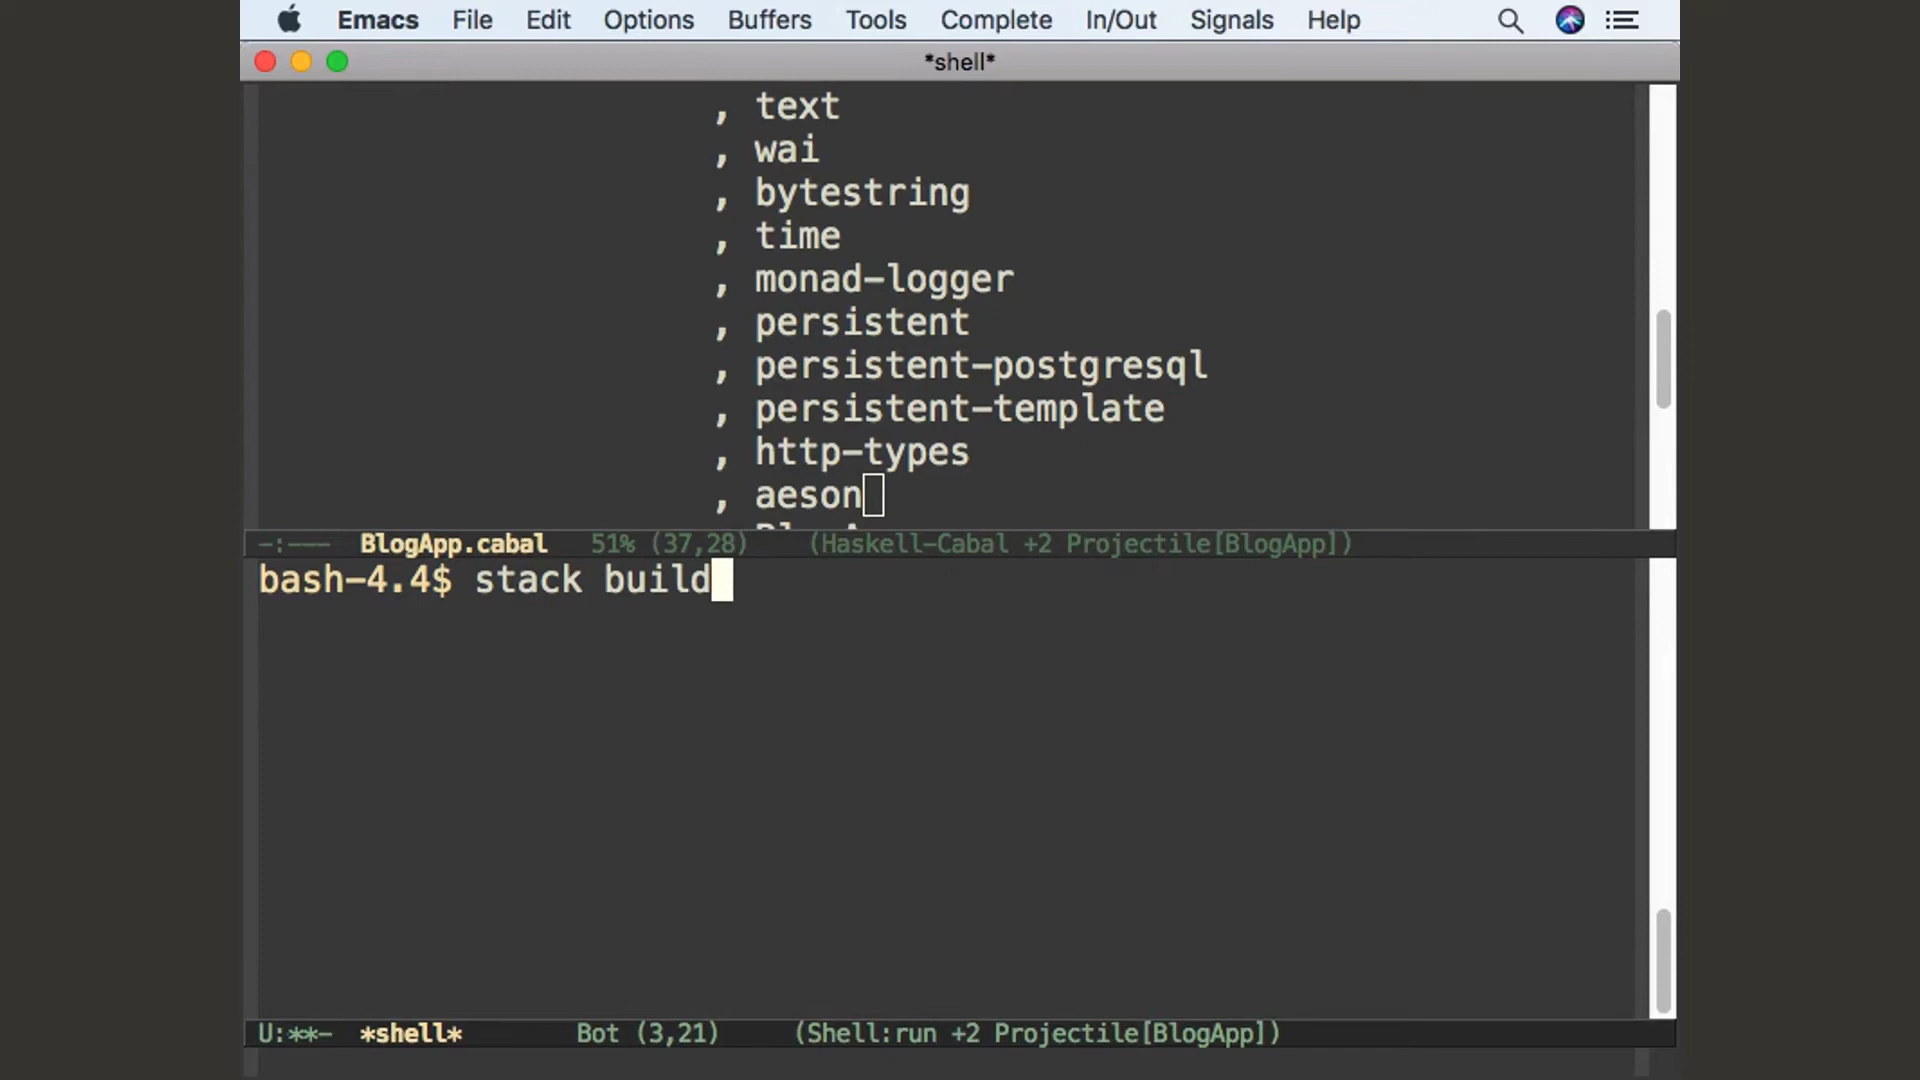 Emacs File Edit Options Buffers Tools Complete In/Out Signals Help
*shell*
, text
, wai
, bytestring
, time
, monad-logger
, persistent
, persistent-postgresql
, persistent-template
, http-types
, aeson
-:--- BlogApp.cabal 51% (37,28) (Haskell-Cabal +2 Projectile[BlogApp])
bash-4.4$ stack build
U:**- *shell* Bot (3,21) (Shell:run +2 Projectile[BlogApp])